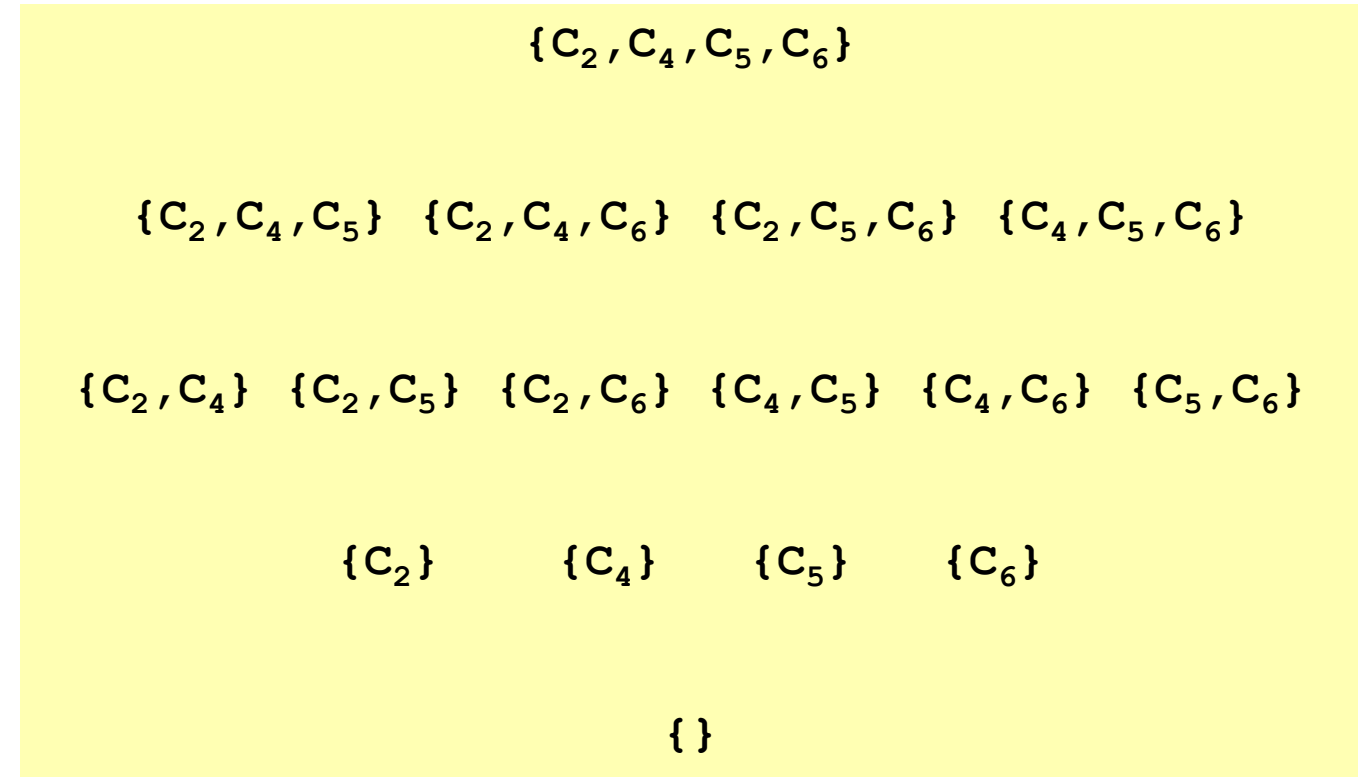 {C₂,C₄,C₅,C₆}
{C₂,C₄,C₅} {C₂,C₄,C₆} {C₂,C₅,C₆} {C₄,C₅,C₆}
{C₂,C₄} {C₂,C₅} {C₂,C₆} {C₄,C₅} {C₄,C₆} {C₅,C₆}
{C₂} {C₄} {C₅} {C₆}
{}